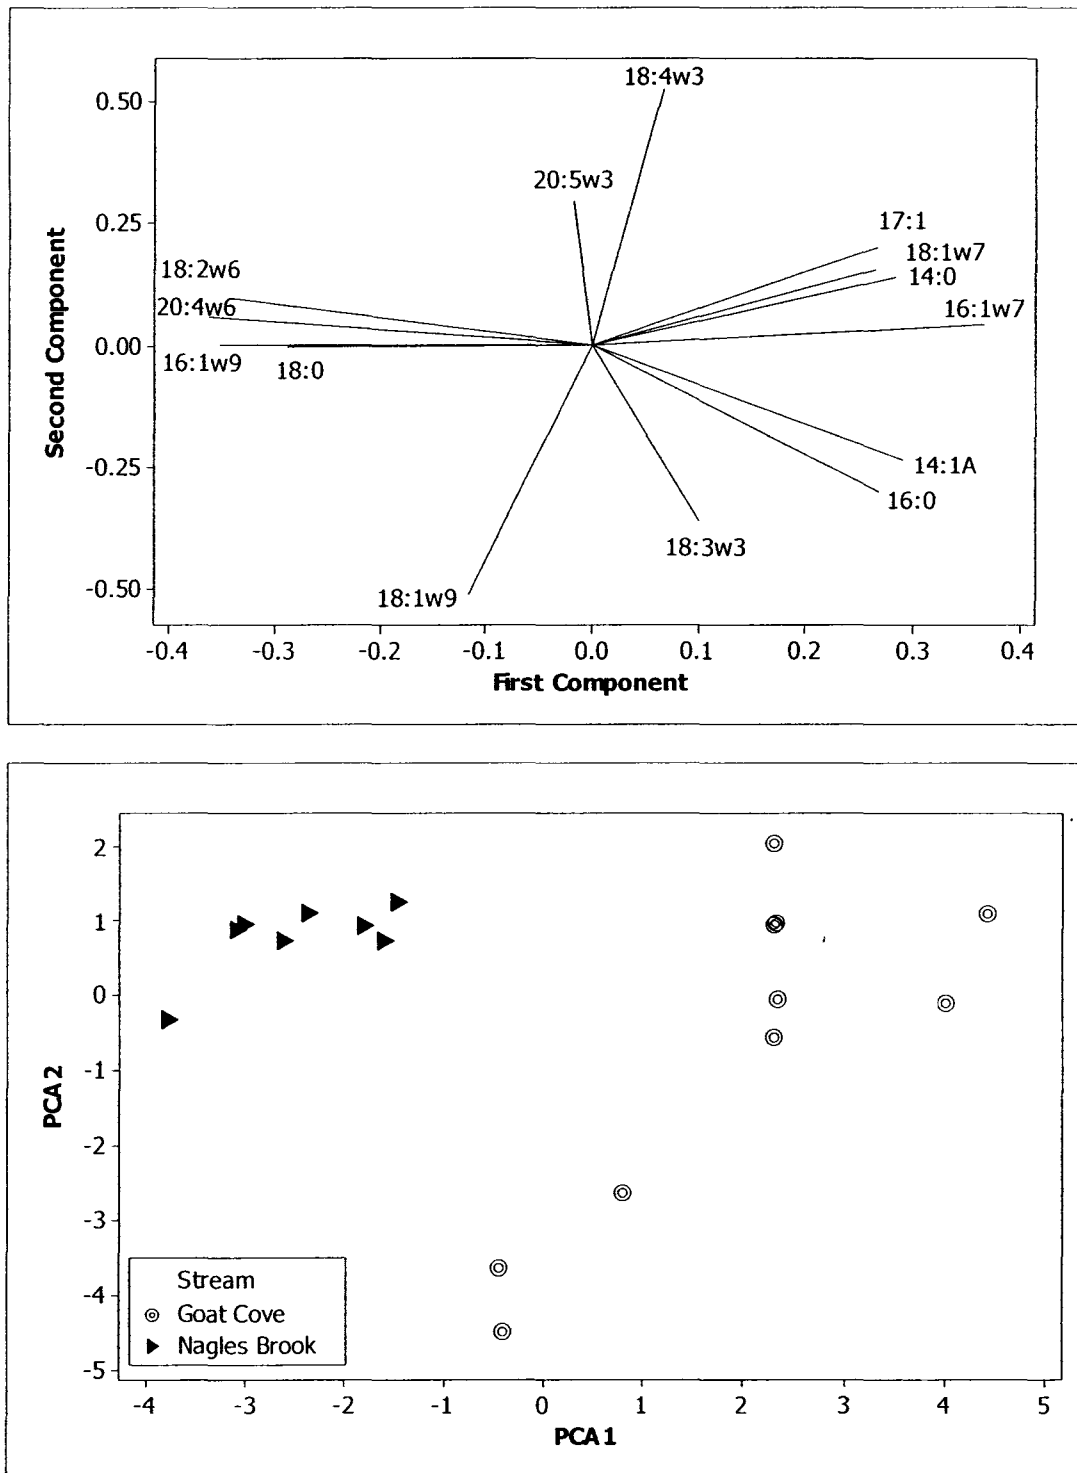 18:4w3
0.50
20:5w3
0.25
17:1
18:1w7
18:2w6
14:0
20:4w6
16:1w7
0.00
16:1w9
18:0
Second Component
-0.25
14:1A
16:0
18:3w3
-0.50
18:1w9
-0.4 -0.3 -0.2 -0.1 0.0 0.1 0.2 0.3 0.4
First Component
2
1
0
-1
PCA 2
-2
-3
Stream
-4
Goat Cove
Nagles Brook
-5
-4 -3 -2 -1 0 1 2 3 4 5
PCA 1